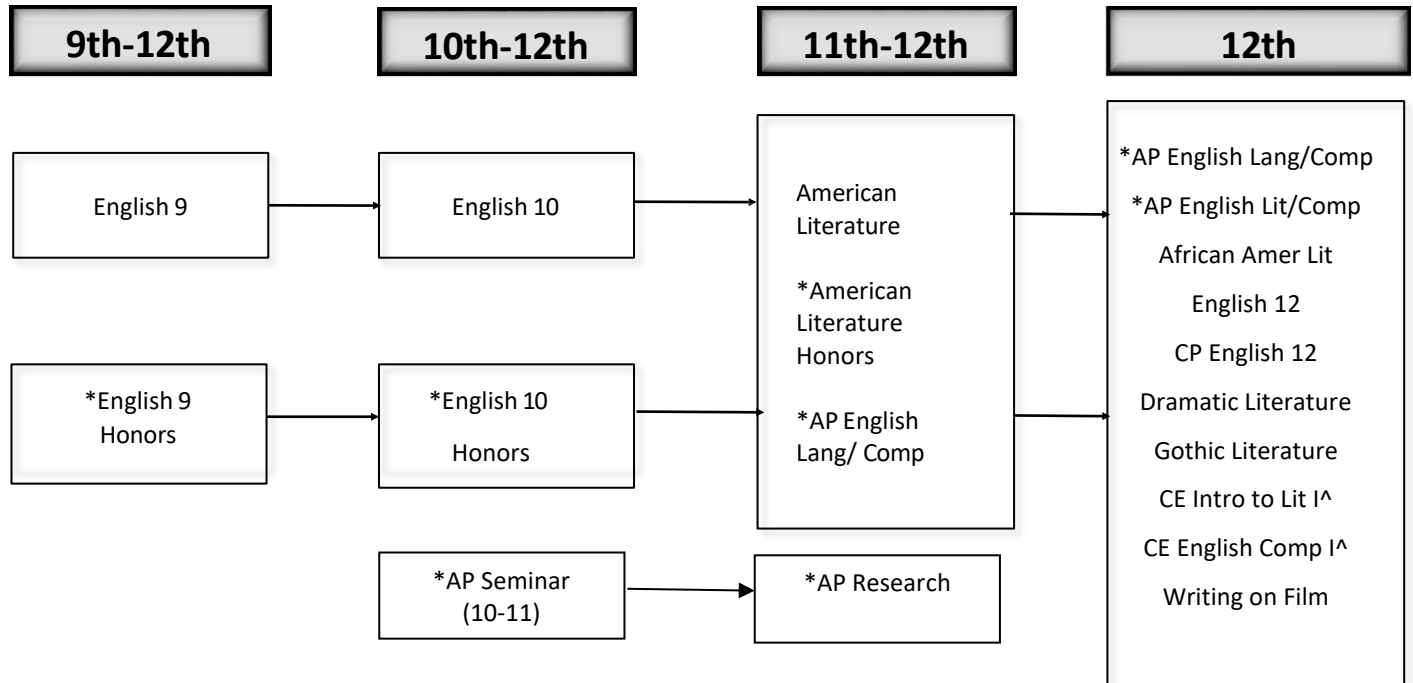 9th-12th
10th-12th
11th-12th
12th
English 9
English 10
American
Literature
*American
Literature
Honors
*AP English
Lang/ Comp
*English 9
Honors
*English 10
Honors
*AP Seminar
(10-11)
*AP Research
*AP English Lang/Comp
*AP English Lit/Comp
African Amer Lit
English 12
CP English 12
Dramatic Literature
Gothic Literature
CE Intro to Lit I^
CE English Comp I^
Writing on Film